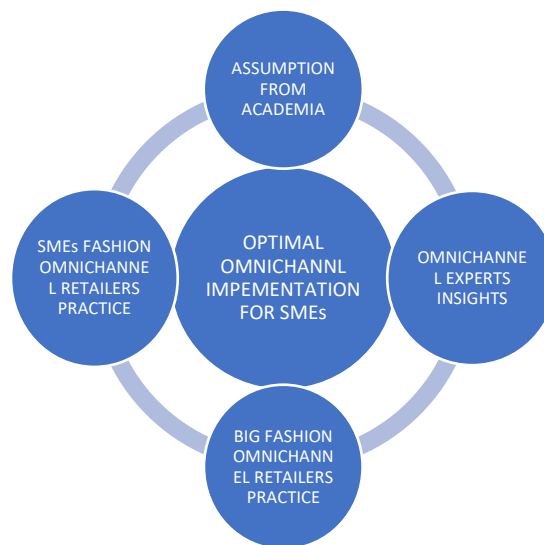 ASSUMPTION
FROM
ACADEMIA
SMEs FASHION
OMNICHANNE
L RETAILERS
PRACTICE
OPTIMAL
OMNICHANNL
IMPEMENTATION
FOR SMEs
OMNICHANNE
L EXPERTS
INSIGHTS
BIG FASHION
OMNICHANN
EL RETAILERS
PRACTICE